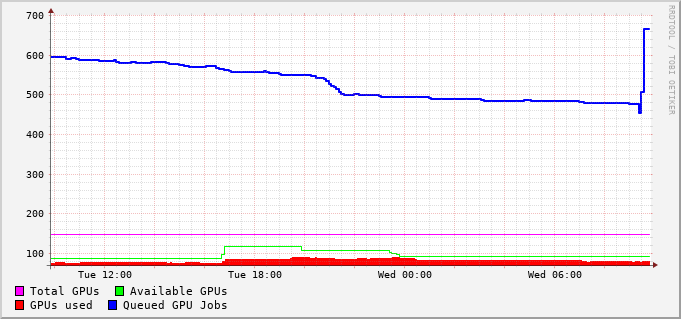 700
600
500
400
300
200
100
Tue 12:00 Tue 18:00 Wed 00:00 Wed 06:00
Total GPUs Available GPUs
GPUs used Queued GPU Jobs
RRDTOOL / TOBI OETIKER